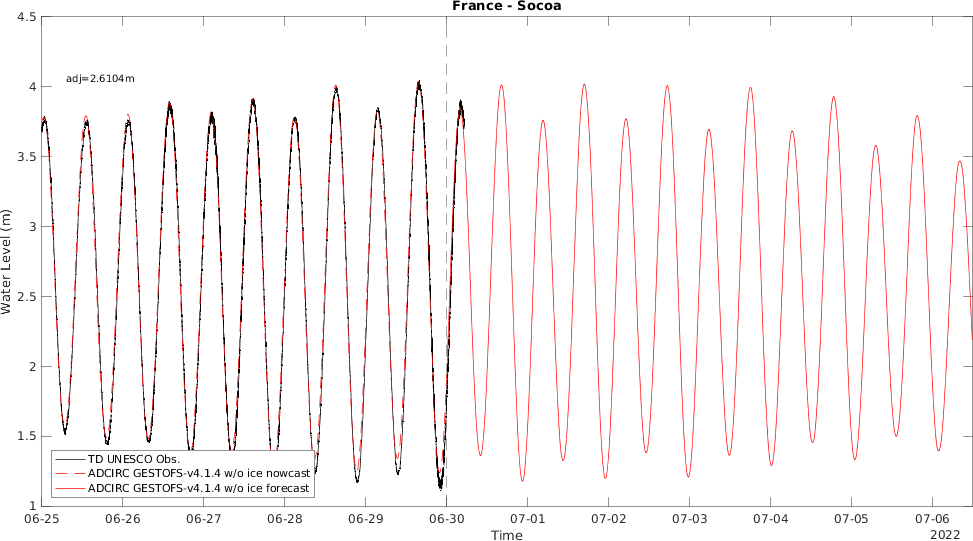 France - Socoa
4.5
4
3.5
3
2.5
2
1.5
1
Water Level (m)
adj=2.6104m
TD UNESCO Obs.
ADCIRC GESTOFS-v4.1.4 w/o ice nowcast
ADCIRC GESTOFS-v4.1.4 w/o ice forecast
06-25 06-26 06-27 06-28 06-29 06-30 07-01 07-02 07-03 07-04 07-05 07-06
Time
2022